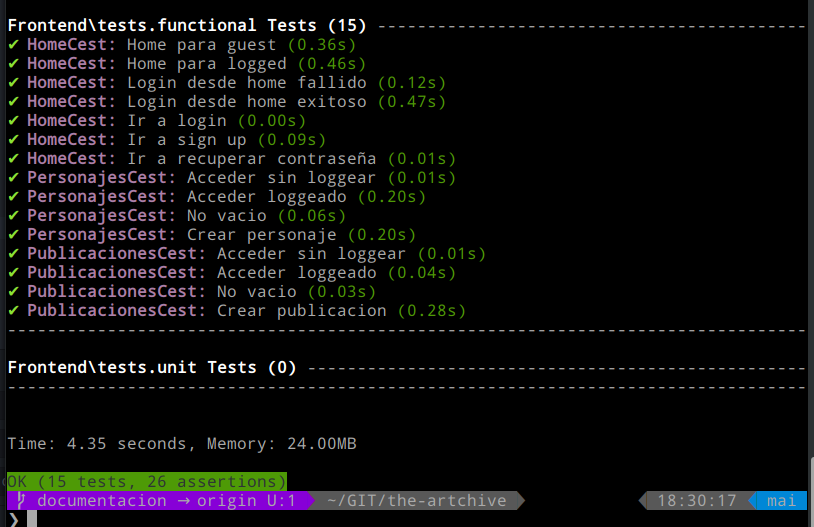 Frontend\tests.functional Tests (15) -------------------------------------------
✔ HomeCest: Home para guest (0.36s)
✔ HomeCest: Home para logged (0.46s)
✔ HomeCest: Login desde home fallido (0.12s)
✔ HomeCest: Login desde home exitoso (0.47s)
✔ HomeCest: Ir a login (0.00s)
✔ HomeCest: Ir a sign up (0.09s)
✔ HomeCest: Ir a recuperar contraseña (0.01s)
✔ PersonajesCest: Acceder sin loggear (0.01s)
✔ PersonajesCest: Acceder loggeado (0.20s)
✔ PersonajesCest: No vacio (0.06s)
✔ PersonajesCest: Crear personaje (0.20s)
✔ PublicacionesCest: Acceder sin loggear (0.01s)
✔ PublicacionesCest: Acceder loggeado (0.04s)
✔ PublicacionesCest: No vacio (0.03s)
✔ PublicacionesCest: Crear publicacion (0.28s)
--------------------------------------------------------------------------------
Frontend\tests.unit Tests (0) --------------------------------------------------
--------------------------------------------------------------------------------
Time: 4.35 seconds, Memory: 24.00MB
OK (15 tests, 26 assertions)
documentacion → origin U:1 ~/GIT/the-artchive 18:30:17 mai
❯